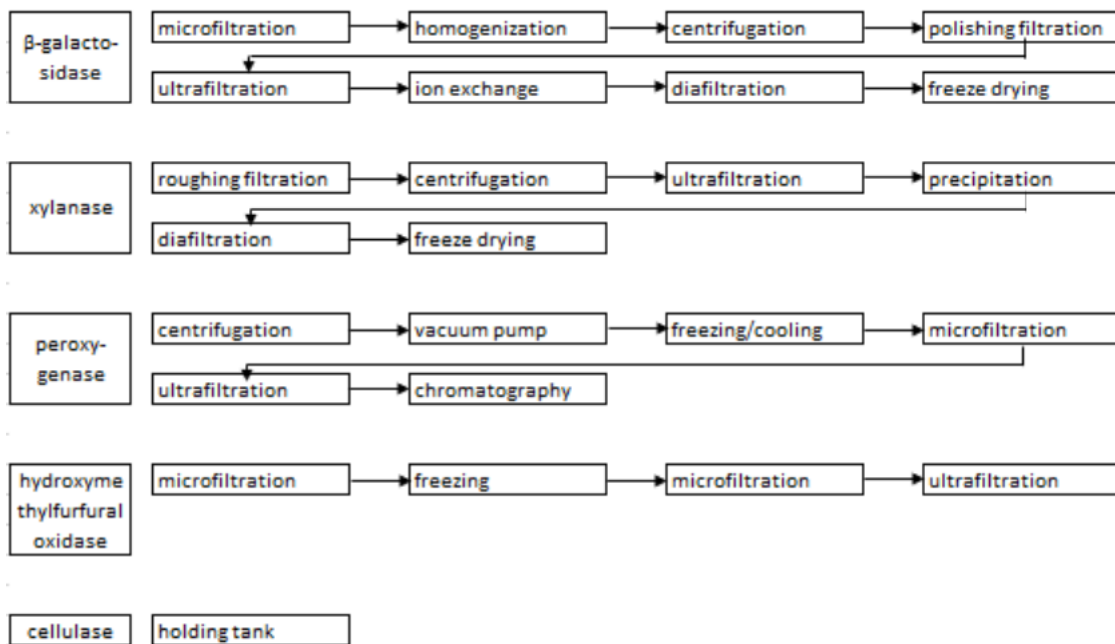 β-galacto-
sidase
microfiltration
homogenization
centrifugation
polishing filtration
ultrafiltration
ion exchange
diafiltration
freeze drying
xylanase
roughing filtration
centrifugation
ultrafiltration
precipitation
diafiltration
freeze drying
peroxy-
genase
centrifugation
vacuum pump
freezing/cooling
microfiltration
ultrafiltration
chromatography
hydroxyme
thylfurfural
oxidase
microfiltration
freezing
microfiltration
ultrafiltration
cellulase
holding tank